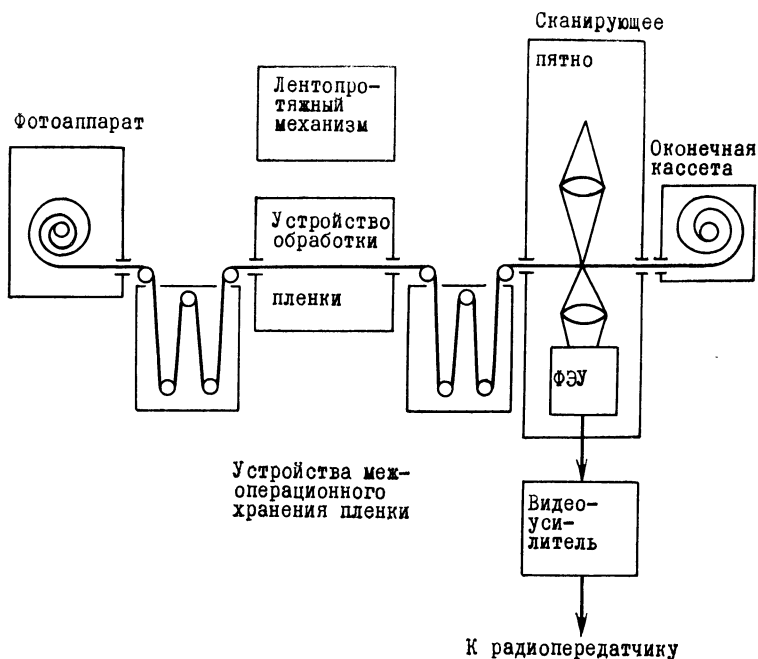 Сканирующее
пятно
Лентопро-
тяжный
механизм
Фотоаппарат
Оконечная
кассета
Устройство
обработки
пленки
ФЭУ
Устройства меж-
операционного
хранения пленки
Видео-
уси-
литель
К радиопередатчику